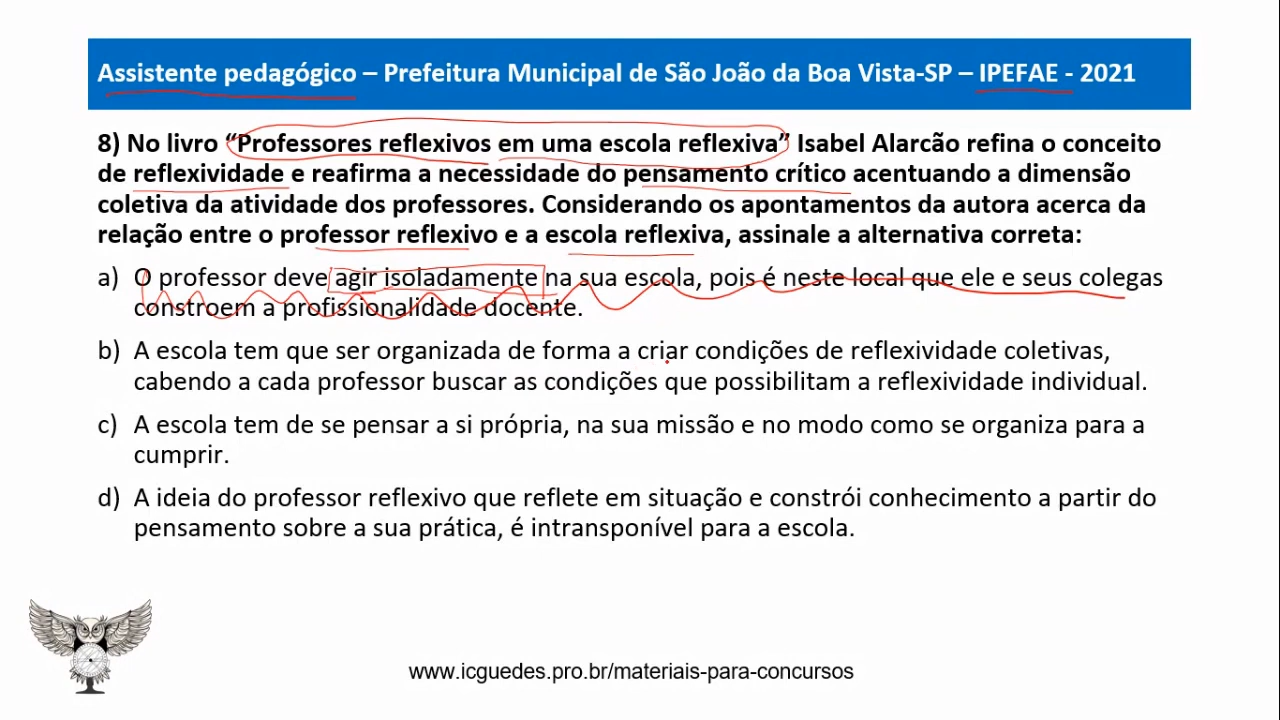 Assistente pedagógico – Prefeitura Municipal de São João da Boa Vista-SP – IPEFAE - 2021
8) No livro “Professores reflexivos em uma escola reflexiva” Isabel Alarcão refina o conceito
de reflexividade e reafirma a necessidade do pensamento crítico acentuando a dimensão
coletiva da atividade dos professores. Considerando os apontamentos da autora acerca da
relação entre o professor reflexivo e a escola reflexiva, assinale a alternativa correta:
a) O professor deve agir isoladamente na sua escola, pois é neste local que ele e seus colegas
constroem a profissionalidade docente.
b) A escola tem que ser organizada de forma a criar condições de reflexividade coletivas,
cabendo a cada professor buscar as condições que possibilitam a reflexividade individual.
c) A escola tem de se pensar a si própria, na sua missão e no modo como se organiza para a
cumprir.
d) A ideia do professor reflexivo que reflete em situação e constrói conhecimento a partir do
pensamento sobre a sua prática, é intransponível para a escola.
www.icguedes.pro.br/materiais-para-concursos